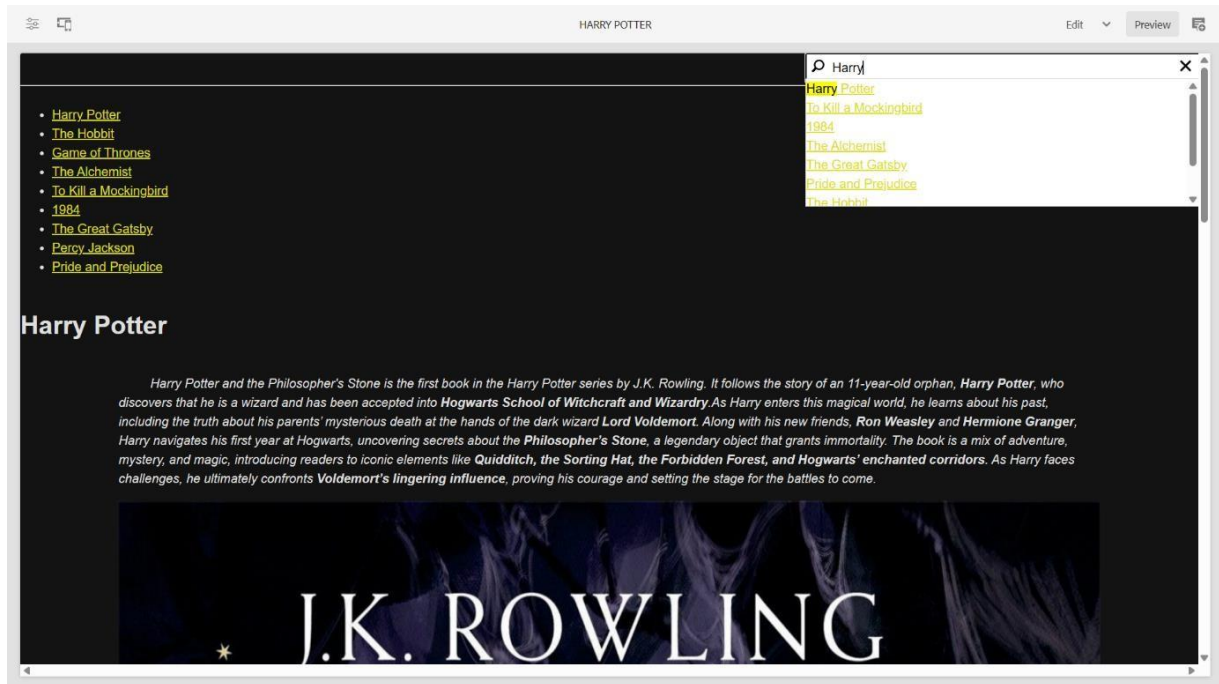 HARRY POTTER
Edit
Preview
Harry
Harry Potter
To Kill a Mockingbird
1984
The Alchemist
The Great Gatsby
Pride and Prejudice
The Hobbit
Harry Potter
The Hobbit
Game of Thrones
The Alchemist
To Kill a Mockingbird
1984
The Great Gatsby
Percy Jackson
Pride and Prejudice
Harry Potter
Harry Potter and the Philosopher's Stone is the first book in the Harry Potter series by J.K. Rowling. It follows the story of an 11-year-old orphan, Harry Potter, who
discovers that he is a wizard and has been accepted into Hogwarts School of Witchcraft and Wizardry.As Harry enters this magical world, he learns about his past,
including the truth about his parents' mysterious death at the hands of the dark wizard Lord Voldemort. Along with his new friends, Ron Weasley and Hermione Granger,
Harry navigates his first year at Hogwarts, uncovering secrets about the Philosopher's Stone, a legendary object that grants immortality. The book is a mix of adventure,
mystery, and magic, introducing readers to iconic elements like Quidditch, the Sorting Hat, the Forbidden Forest, and Hogwarts' enchanted corridors. As Harry faces
challenges, he ultimately confronts Voldemort's lingering influence, proving his courage and setting the stage for the battles to come.
J.K. ROWLING